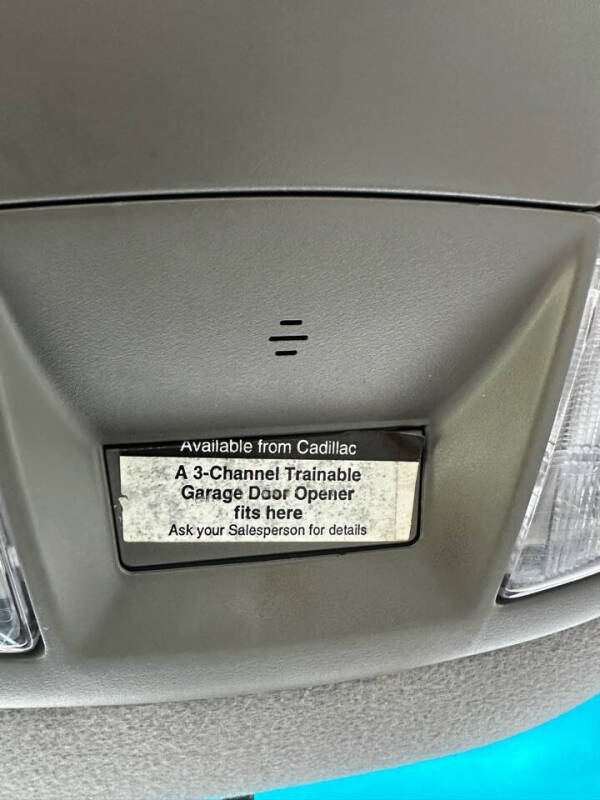 Available from Cadillac
A 3-Channel Trainable
Garage Door Opener
fits here
Ask your Salesperson for details